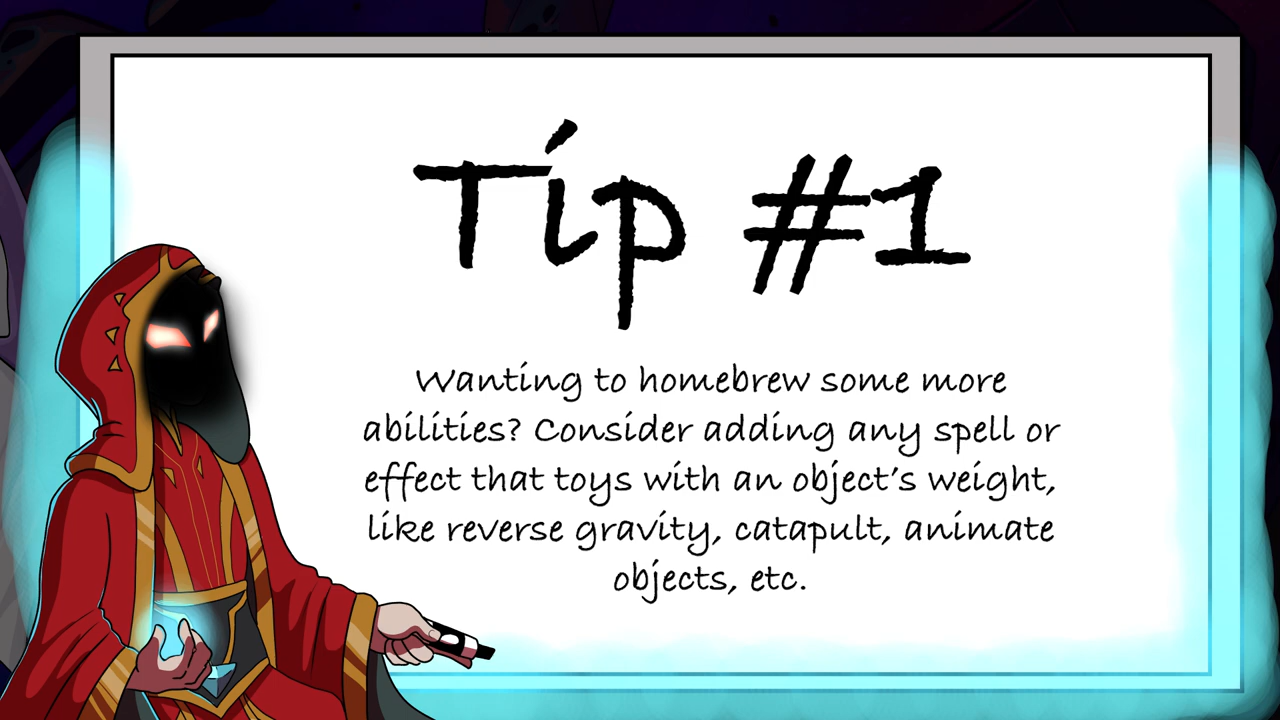 Tip #1
Wanting to homebrew some more
abilities? Consider adding any spell or
effect that toys with an object's weight,
like reverse gravity, catapult, animate
objects, etc.